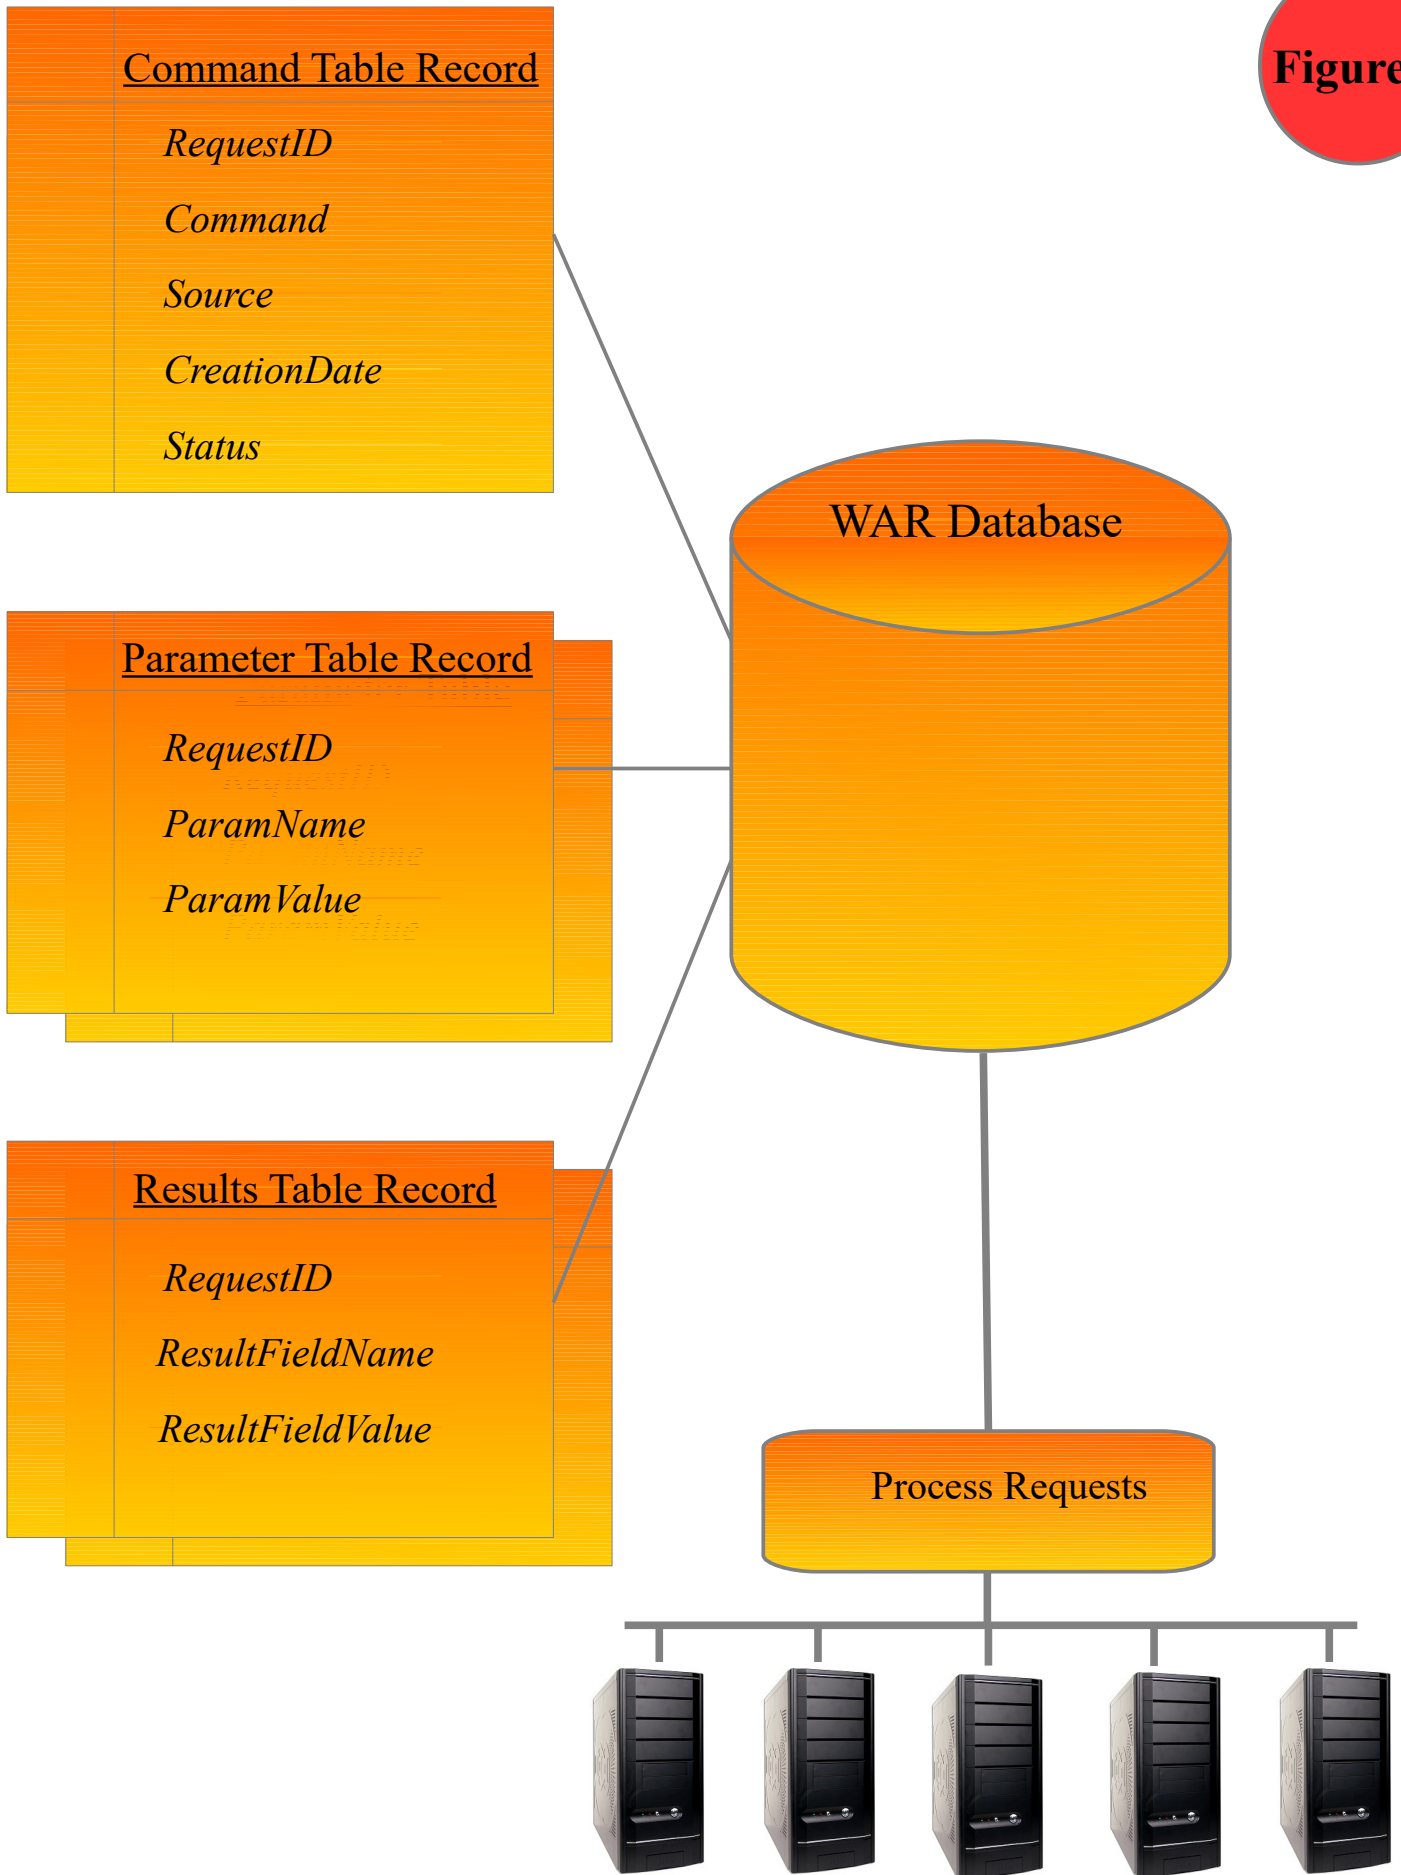 Command Table Record
RequestID
Command
Source
CreationDate
Status
Figure
WAR Database
Parameter Table Record
RequestID
ParamName
ParamValue
Results Table Record
RequestID
ResultFieldName
ResultFieldValue
Process Requests